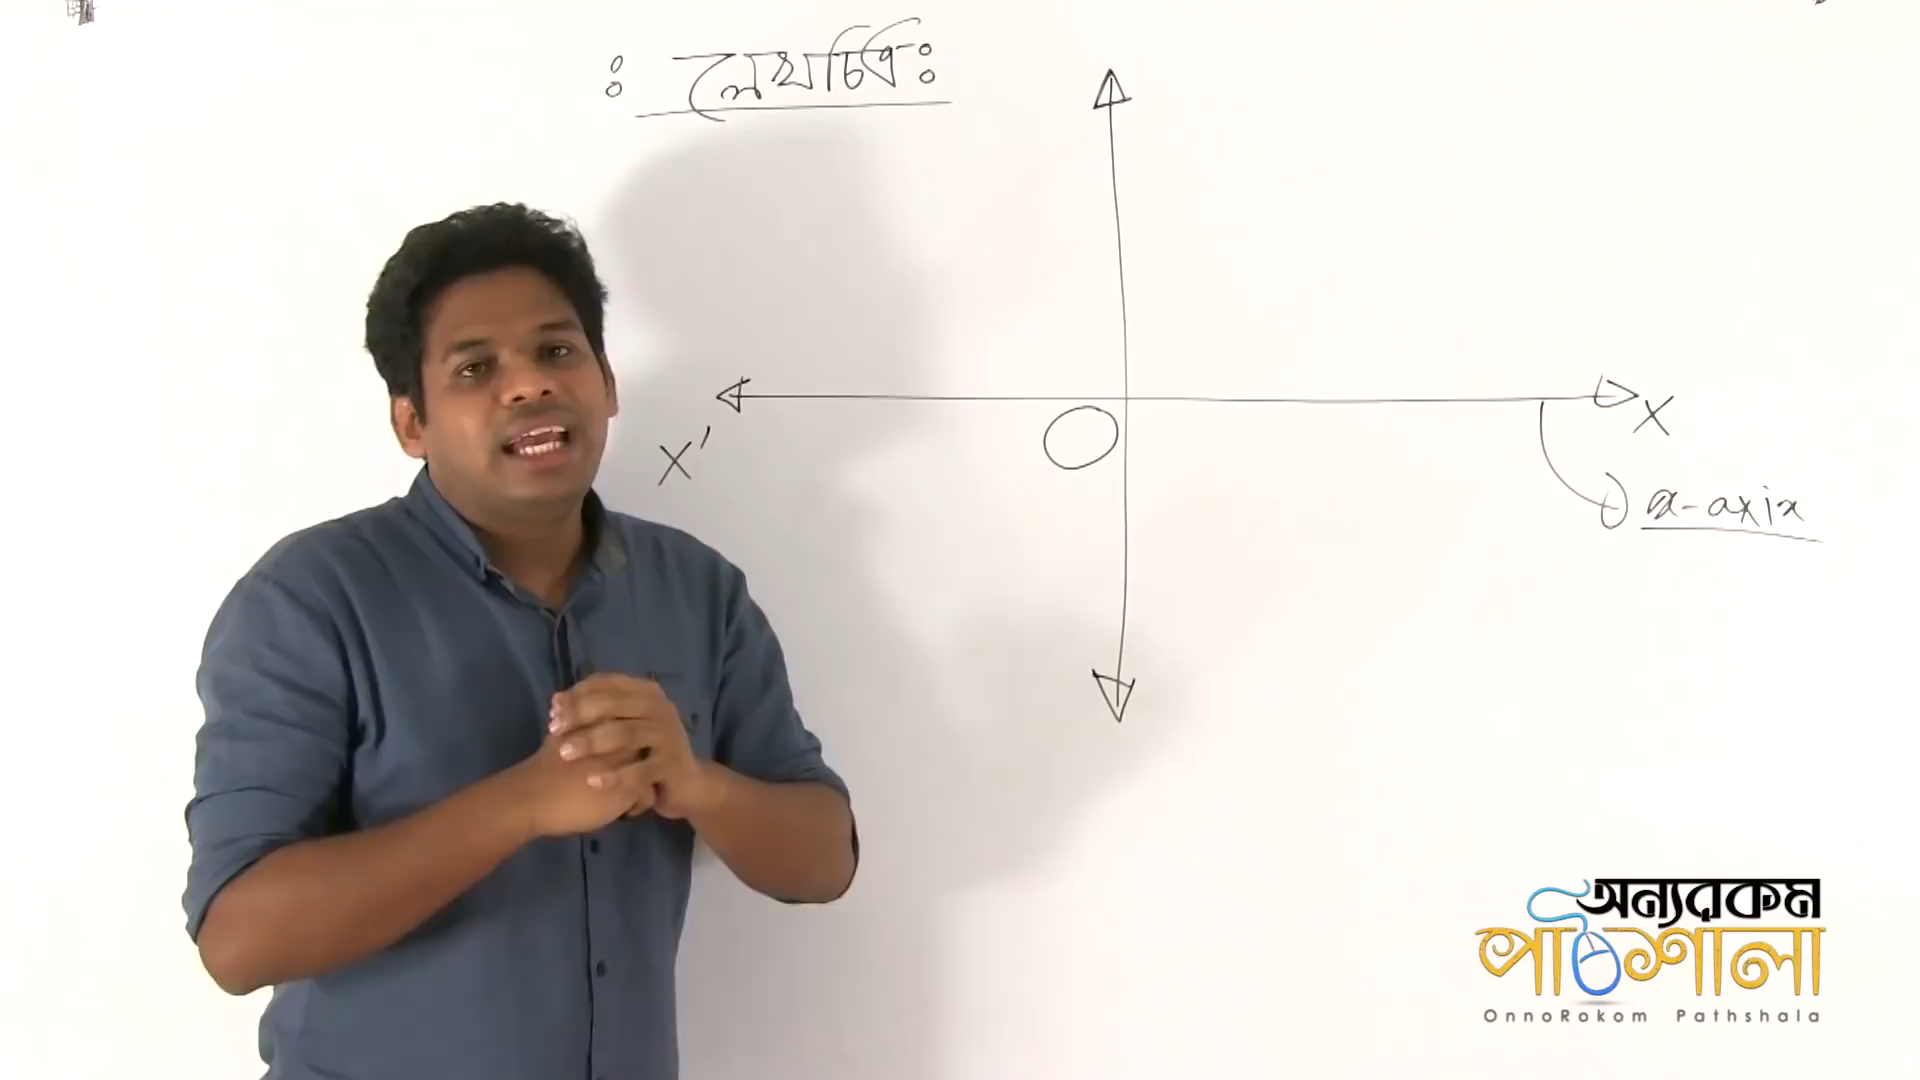 : লেখচিত্র :
X
X'
O
x-axix
অন্যরকম
পাঠশালা
OnnoRokom Pathshala